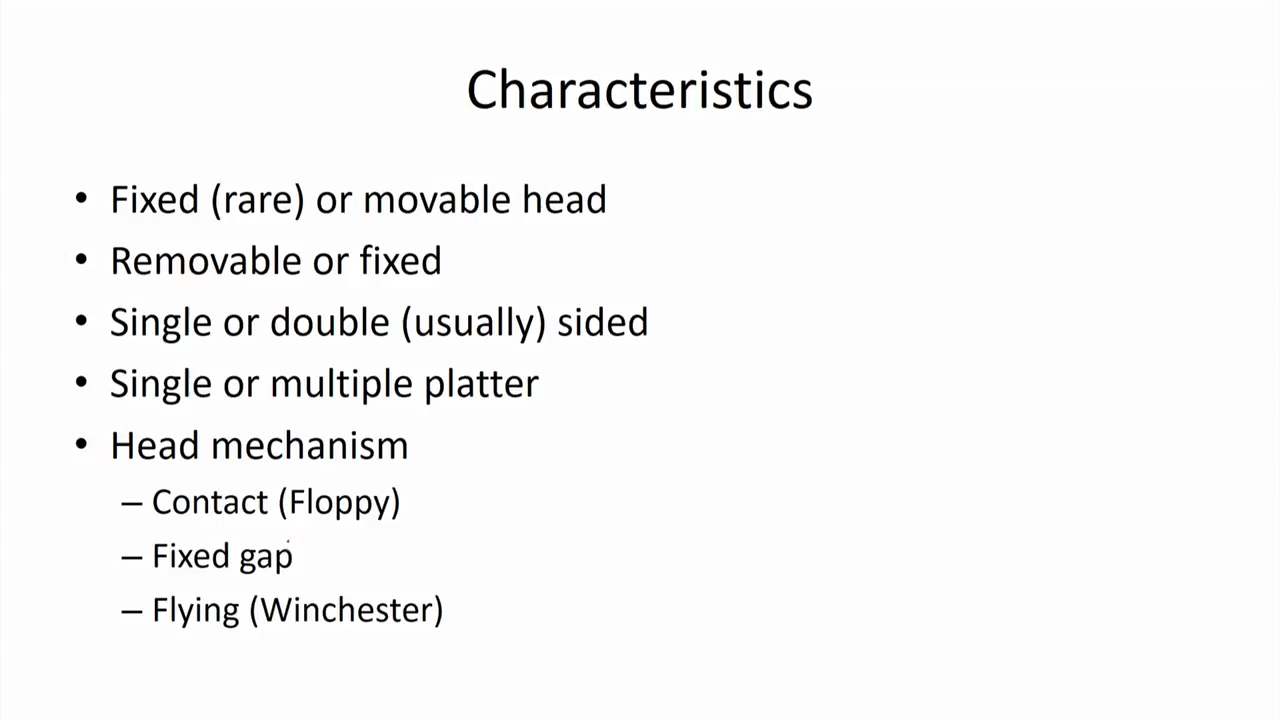 Characteristics
• Fixed (rare) or movable head
• Removable or fixed
• Single or double (usually) sided
• Single or multiple platter
• Head mechanism
– Contact (Floppy)
– Fixed gap
– Flying (Winchester)